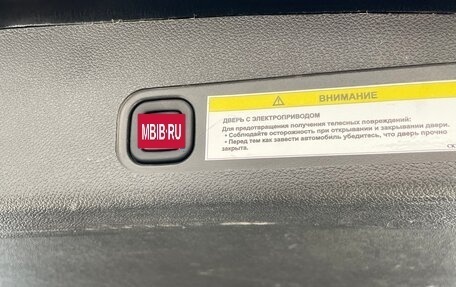 ВНИМАНИЕ
ДВЕРЬ С ЭЛЕКТРОПРИВОДОМ
Для предотвращения получения телесных повреждений:
• Соблюдайте осторожность при открывании и закрывании двери.
• Перед тем как завести автомобиль убедитесь, что дверь прочно
закрыта.
MBIB·RU